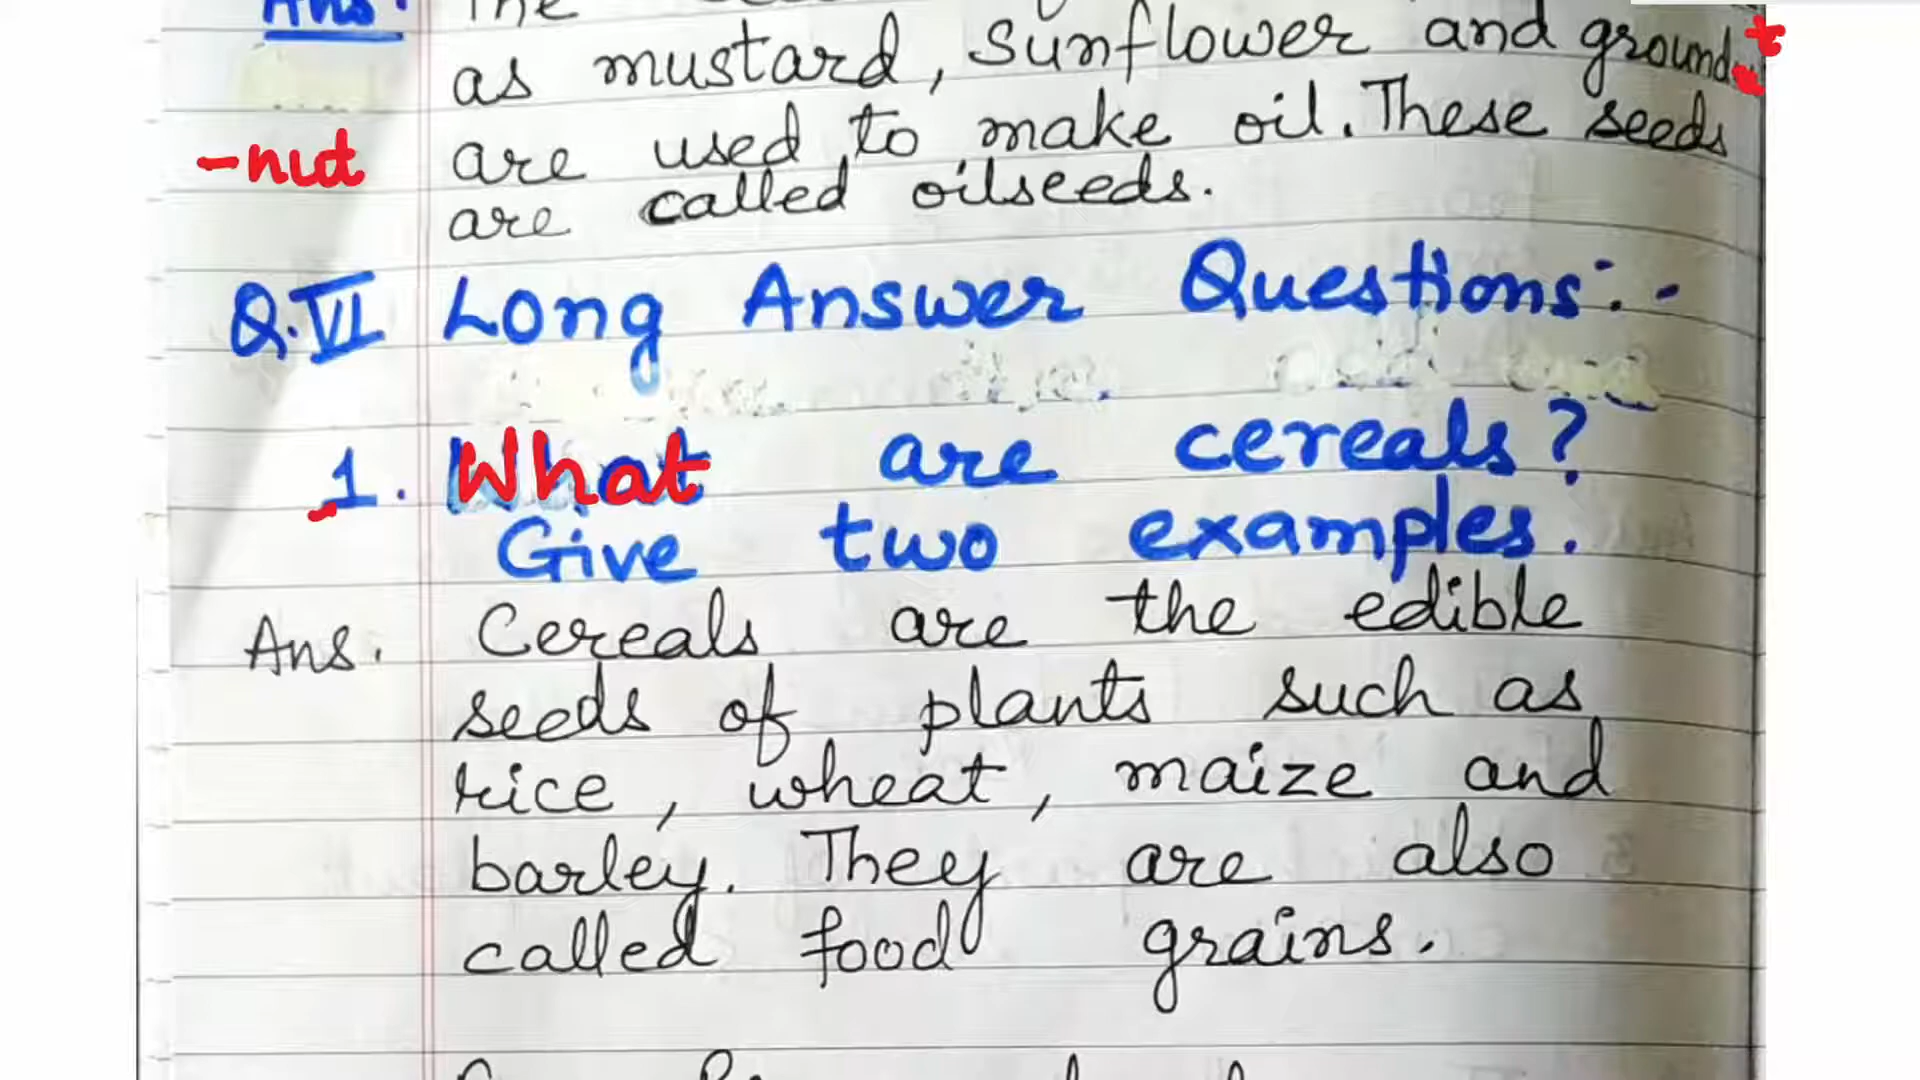 Ans. The
as mustard, Sunflower and ground
-nut are used to make oil. These seeds
are called oilseeds.
Q.VI Long Answer Questions:-
1. What are cereals?
Give two examples.
Ans. Cereals are the edible
seeds of plants such as
rice, wheat, maize and
barley. They are also
called food grains.